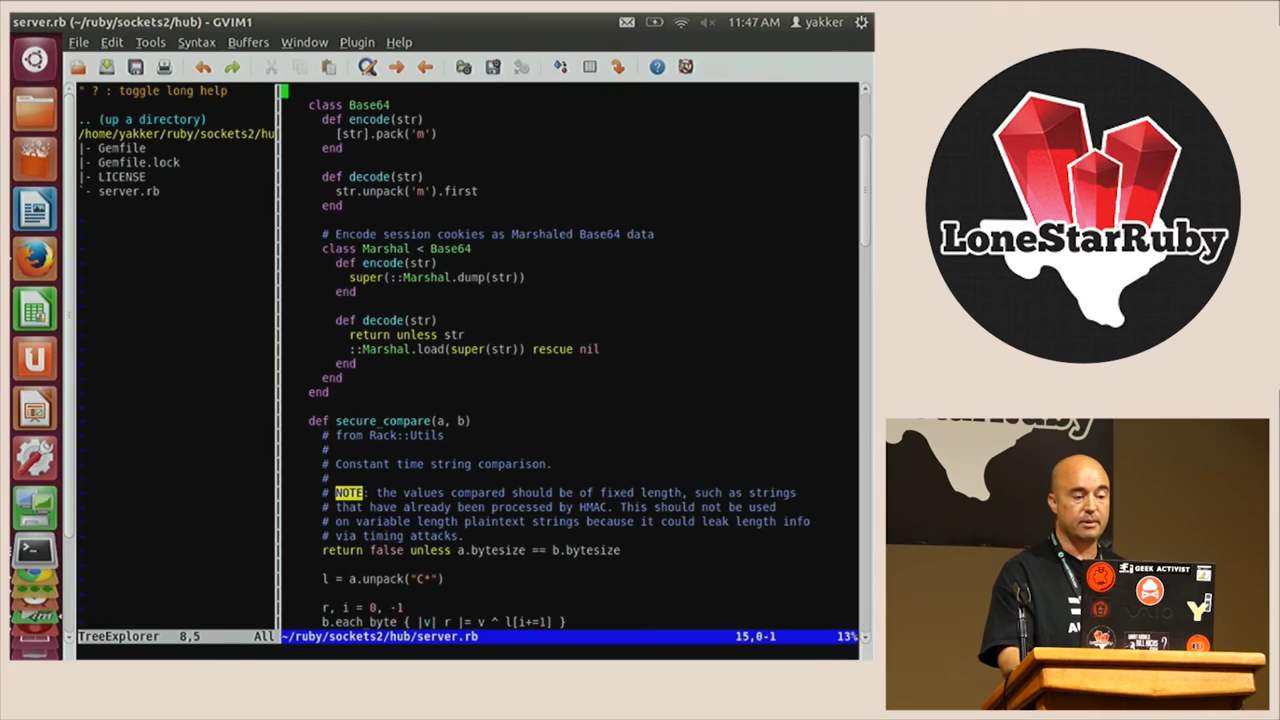 server.rb (~/ruby/sockets2/hub) - GVIM1
11:47 AM
yakker
File Edit Tools Syntax Buffers Window Plugin Help
" ? : toggle long help
.. (up a directory)
/home/yakker/ruby/sockets2/hu
|- Gemfile
|- Gemfile.lock
|- LICENSE
`- server.rb
class Base64
def encode(str)
[str].pack('m')
end
def decode(str)
str.unpack('m').first
end
# Encode session cookies as Marshaled Base64 data
class Marshal < Base64
def encode(str)
super(::Marshal.dump(str))
end
def decode(str)
return unless str
::Marshal.load(super(str)) rescue nil
end
end
end
def secure_compare(a, b)
# from Rack::Utils
#
# Constant time string comparison.
#
# NOTE: the values compared should be of fixed length, such as strings
# that have already been processed by HMAC. This should not be used
# on variable length plaintext strings because it could leak length info
# via timing attacks.
return false unless a.bytesize == b.bytesize
l = a.unpack("C*")
r, i = 0, -1
b.each_byte { |v| r |= v ^ l[i+=1] }
TreeExplorer 8,5 All
~/ruby/sockets2/hub/server.rb 15,0-1 13%
LoneStarRuby
GEEK ACTIVIST
VAIO
Y